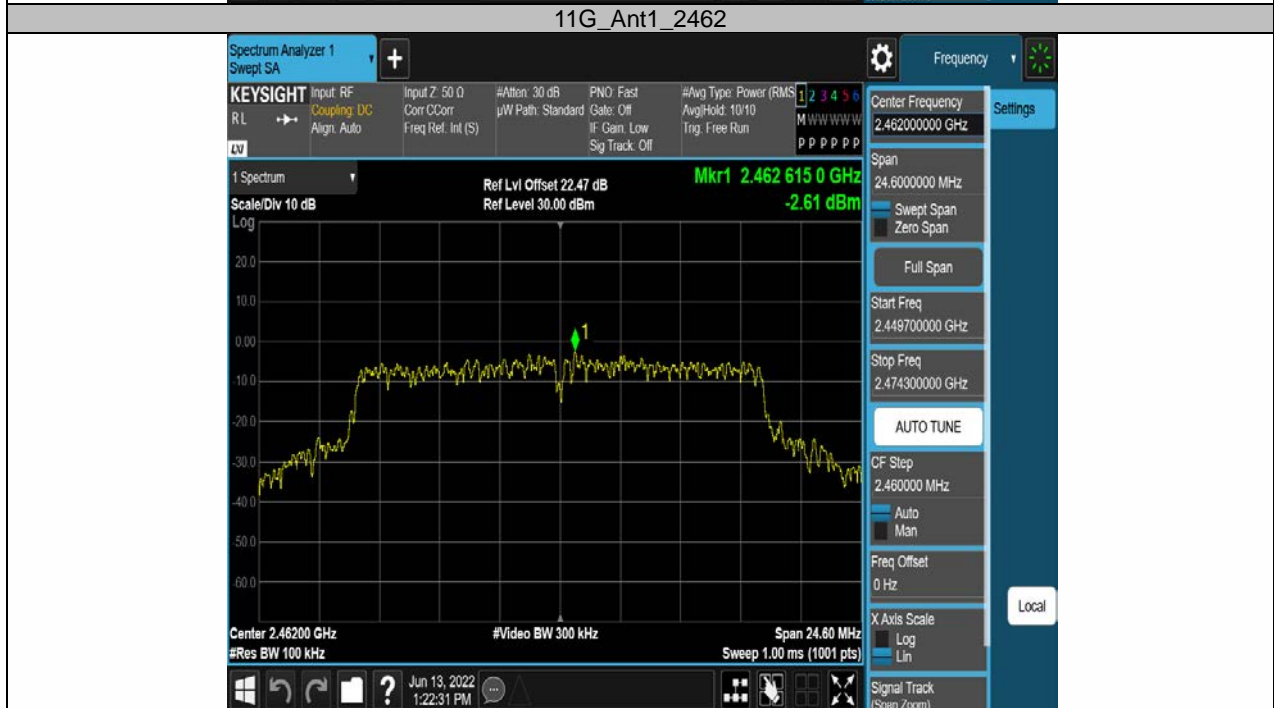 11G_Ant1_2462
Spectrum Analyzer 1
Swept SA
+
Frequency
KEYSIGHT
RL
Input: RF
Coupling: DC
Align: Auto
Input Z: 50 Ω
Corr CCorr
Freq Ref: Int (S)
#Atten: 30 dB
µW Path: Standard
PNO: Fast
Gate: Off
IF Gain: Low
Sig Track: Off
#Avg Type: Power (RMS
Avg|Hold: 10/10
Trig: Free Run
1 2 3 4 5 6
M W W W W W
P P P P P P
1 Spectrum
Scale/Div 10 dB
Log
Ref Lvl Offset 22.47 dB
Ref Level 30.00 dBm
Mkr1 2.462 615 0 GHz
-2.61 dBm
20.0
10.0
0.00
-10.0
-20.0
-30.0
-40.0
-50.0
-60.0
1
Center 2.46200 GHz
#Res BW 100 kHz
#Video BW 300 kHz
Span 24.60 MHz
Sweep 1.00 ms (1001 pts)
Center Frequency
2.462000000 GHz
Settings
Span
24.6000000 MHz
Swept Span
Zero Span
Full Span
Start Freq
2.449700000 GHz
Stop Freq
2.474300000 GHz
AUTO TUNE
CF Step
2.460000 MHz
Auto
Man
Freq Offset
0 Hz
X Axis Scale
Log
Lin
Local
Signal Track
(Span Zoom)
?
Jun 13, 2022
1:22:31 PM